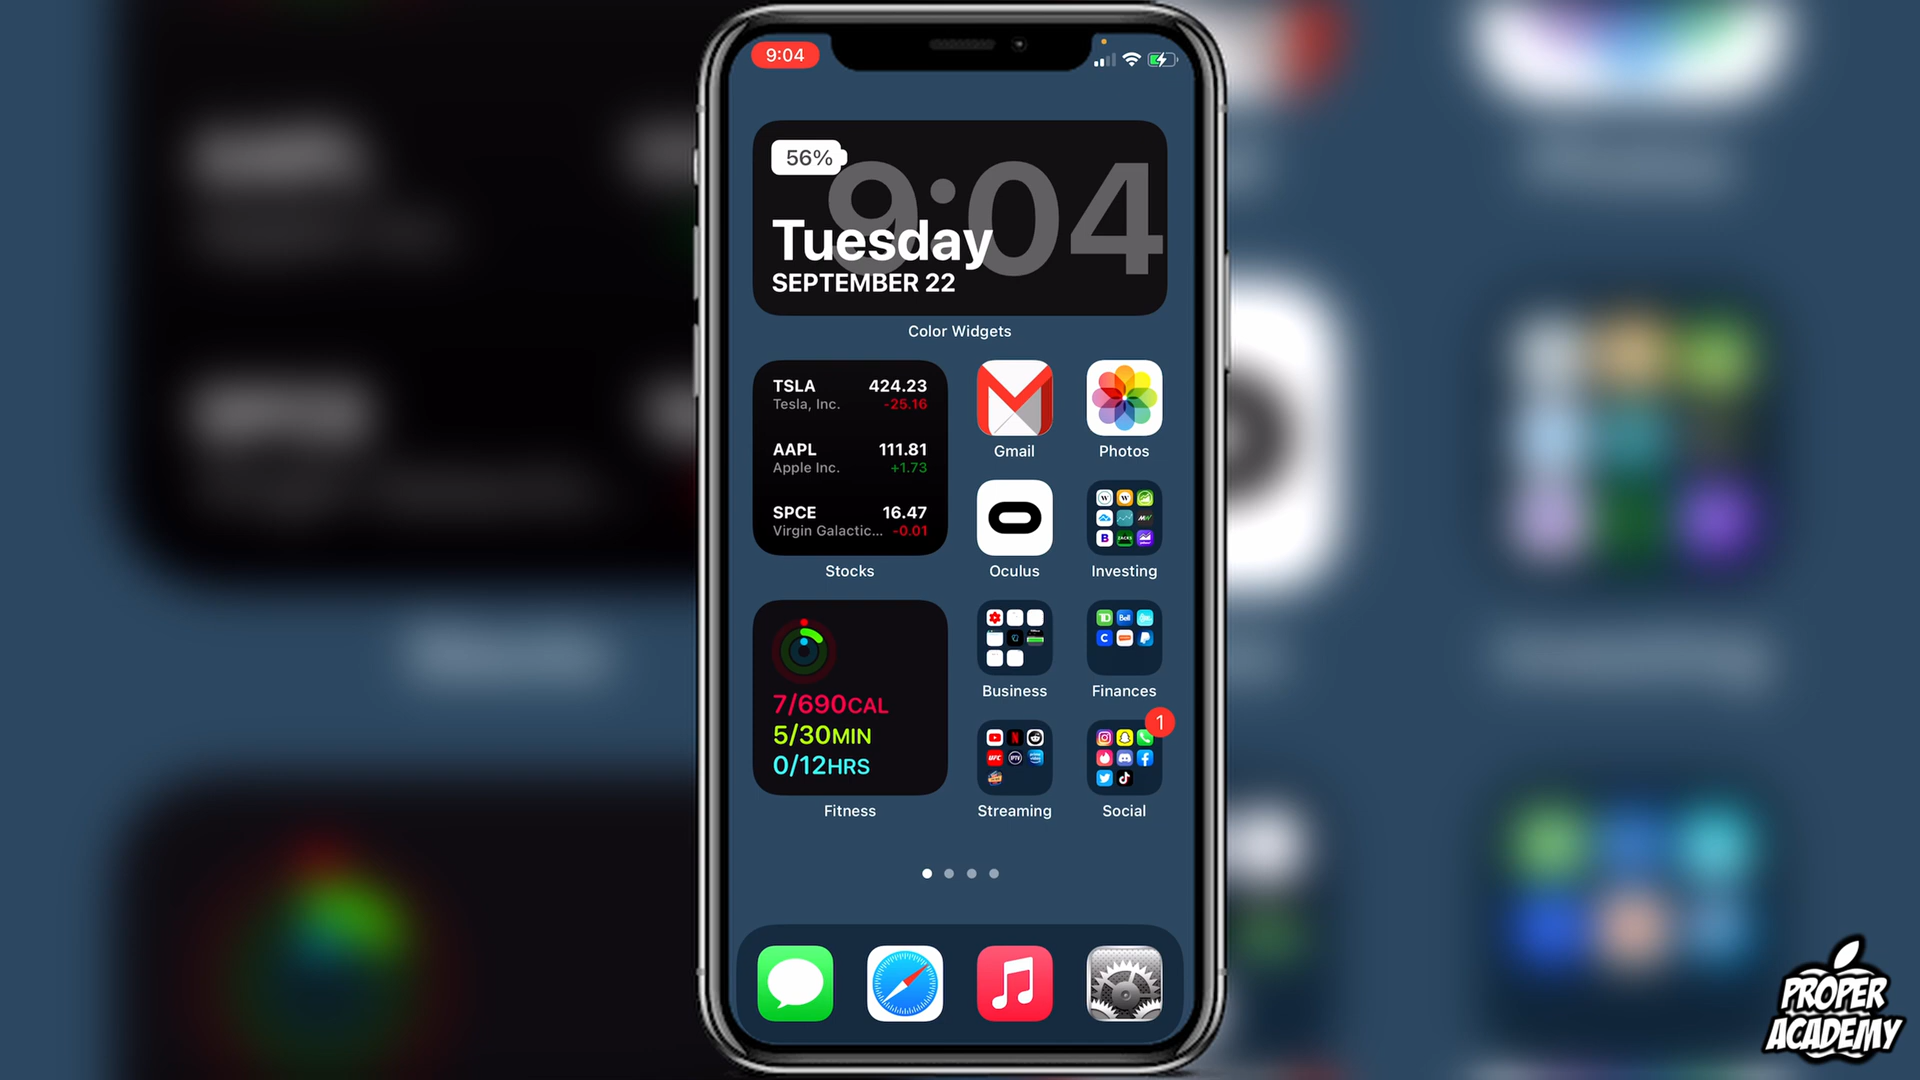 9:04
56%
9:04
Tuesday
SEPTEMBER 22
Color Widgets
TSLA 424.23
Tesla, Inc. -25.16
AAPL 111.81
Apple Inc. +1.73
SPCE 16.47
Virgin Galactic... -0.01
Stocks
Gmail
Photos
Oculus
Investing
7/690CAL
5/30MIN
0/12HRS
Fitness
Business
Finances
Streaming
1
Social
PROPER
ACADEMY